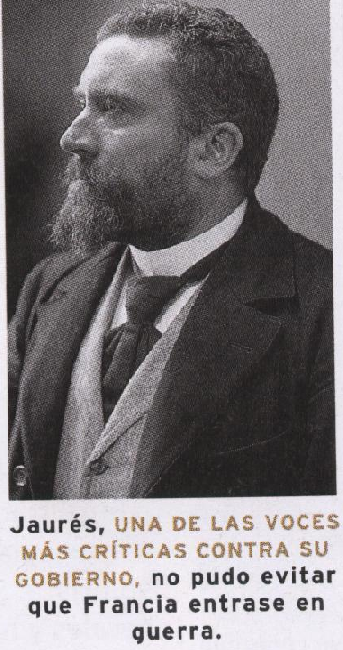 Jaurés, UNA DE LAS VOCES
MÁS CRÍTICAS CONTRA SU
GOBIERNO, no pudo evitar
que Francia entrase en
guerra.